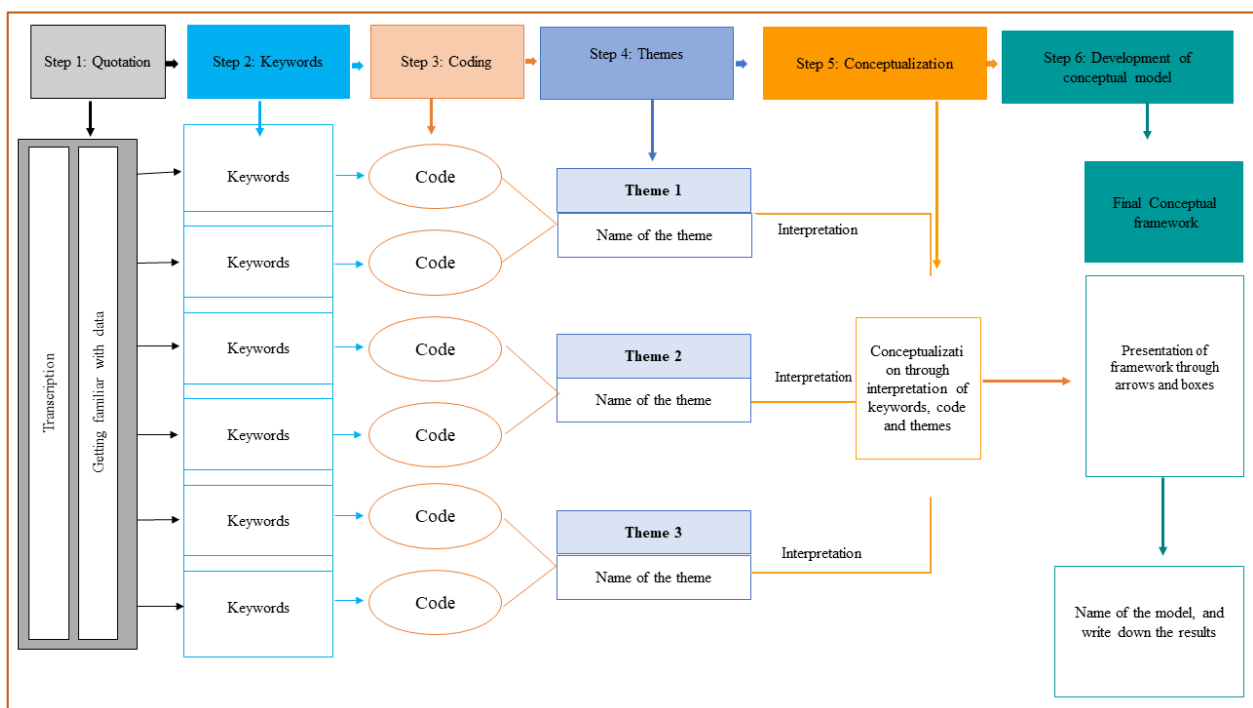 Step 1: Quotation
Step 2: Keywords
Step 3: Coding
Step 4: Themes
Step 5: Conceptualization
Step 6: Development of
conceptual model
Transcription
Getting familiar with data
Keywords
Keywords
Keywords
Keywords
Keywords
Keywords
Code
Code
Code
Code
Code
Code
Theme 1
Name of the theme
Theme 2
Name of the theme
Theme 3
Name of the theme
Interpretation
Interpretation
Interpretation
Conceptualizati
on through
interpretation of
keywords, code
and themes
Final Conceptual
framework
Presentation of
framework through
arrows and boxes
Name of the model, and
write down the results